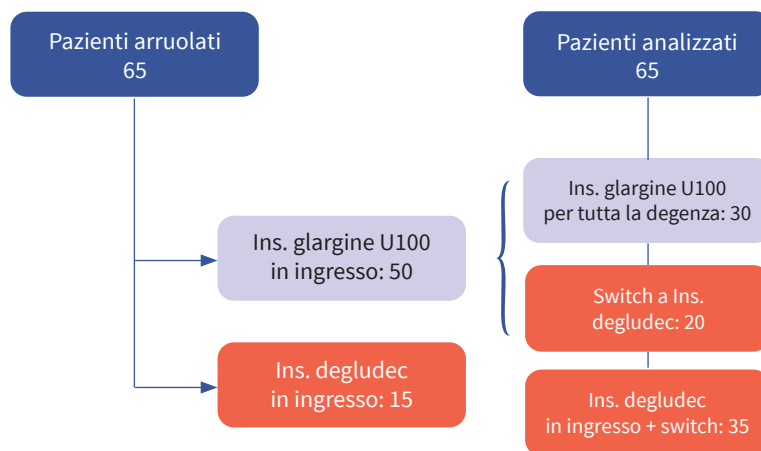 Pazienti arruolati
65
Pazienti analizzati
65
Ins. glargine U100
in ingresso: 50
Ins. degludec
in ingresso: 15
Ins. glargine U100
per tutta la degenza: 30
Switch a Ins.
degludec: 20
Ins. degludec
in ingresso + switch: 35